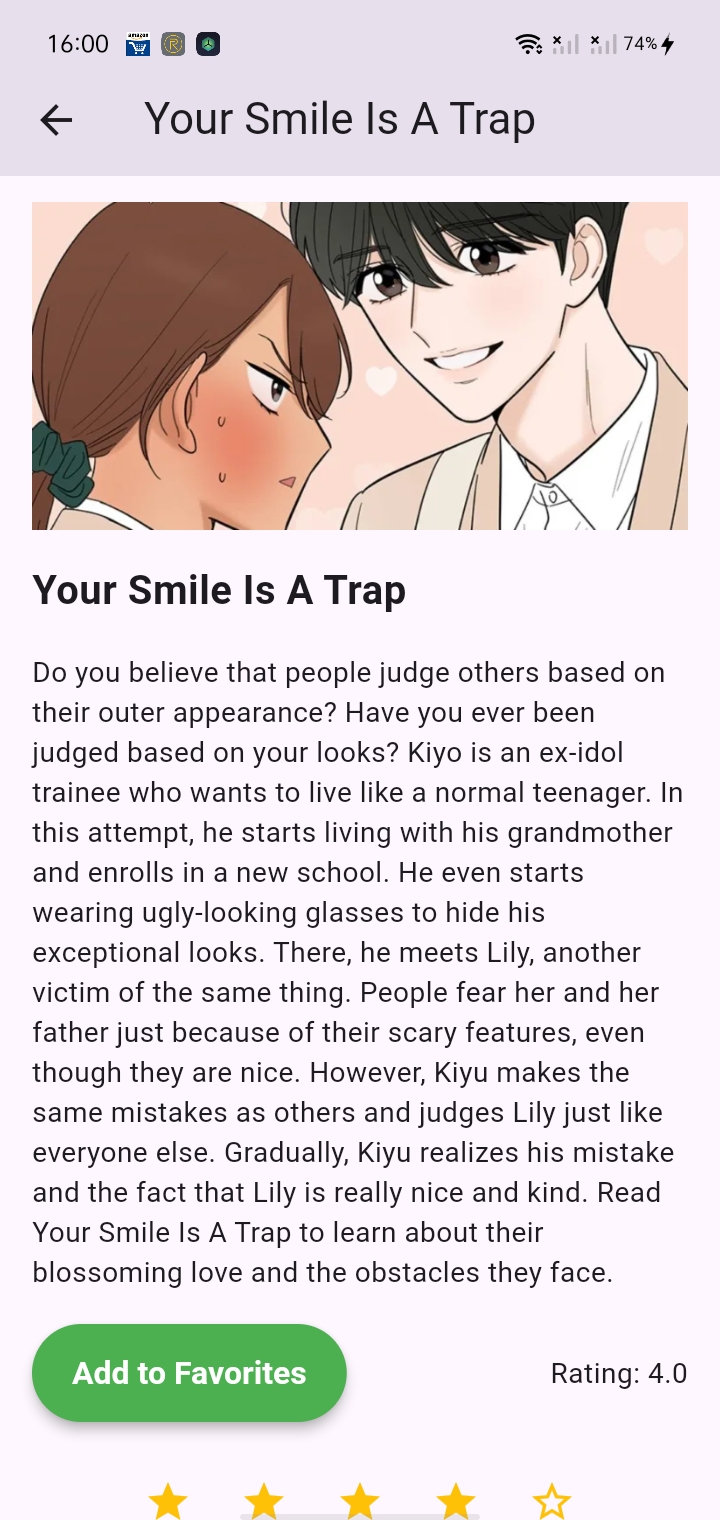 16:00
amazon
R
74%
Your Smile Is A Trap
Your Smile Is A Trap
Do you believe that people judge others based on
their outer appearance? Have you ever been
judged based on your looks? Kiyo is an ex-idol
trainee who wants to live like a normal teenager. In
this attempt, he starts living with his grandmother
and enrolls in a new school. He even starts
wearing ugly-looking glasses to hide his
exceptional looks. There, he meets Lily, another
victim of the same thing. People fear her and her
father just because of their scary features, even
though they are nice. However, Kiyu makes the
same mistakes as others and judges Lily just like
everyone else. Gradually, Kiyu realizes his mistake
and the fact that Lily is really nice and kind. Read
Your Smile Is A Trap to learn about their
blossoming love and the obstacles they face.
Add to Favorites
Rating: 4.0